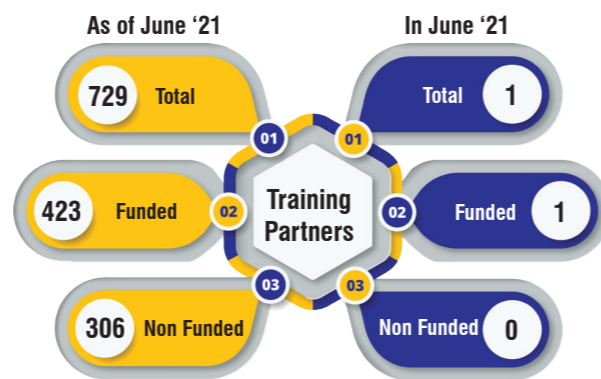 As of June ‘21
In June ‘21
729 Total
Total 1
01
01
423 Funded
02
Training
Partners
02
Funded 1
03
03
306 Non Funded
Non Funded 0